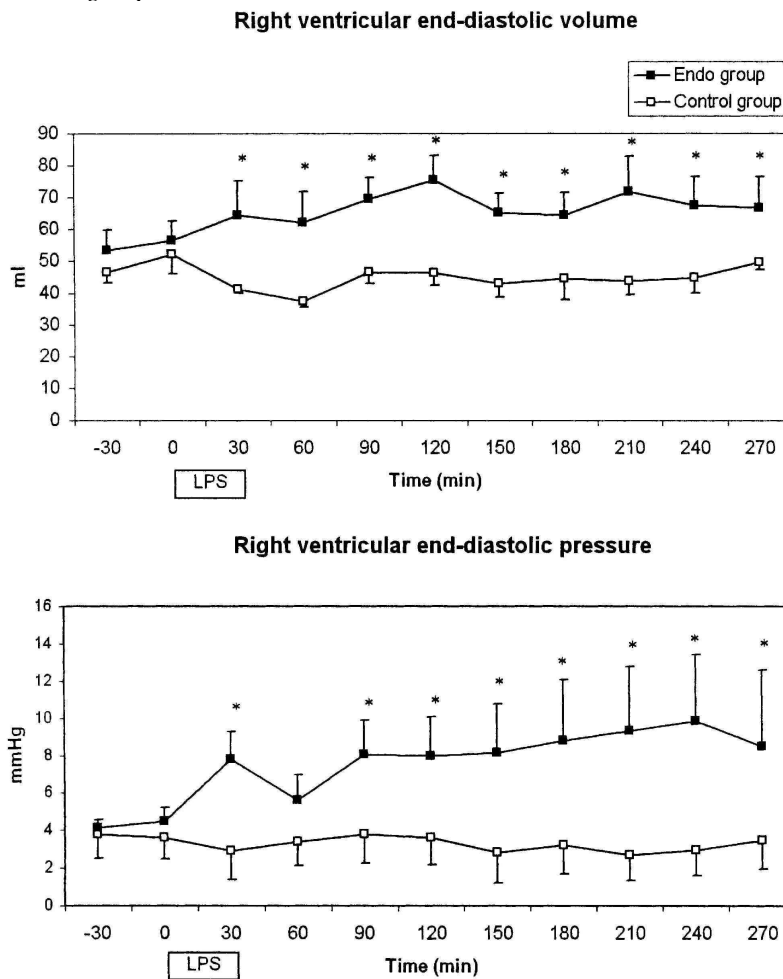 Right ventricular end-diastolic volume
Endo group
Control group
90
80
70
60
50
40
30
20
10
0
ml
* * * * * * * * *
-30 0 30 60 90 120 150 180 210 240 270
LPS
Time (min)
Right ventricular end-diastolic pressure
16
14
12
10
8
6
4
2
0
mmHg
* * * * * * * *
-30 0 30 60 90 120 150 180 210 240 270
LPS
Time (min)